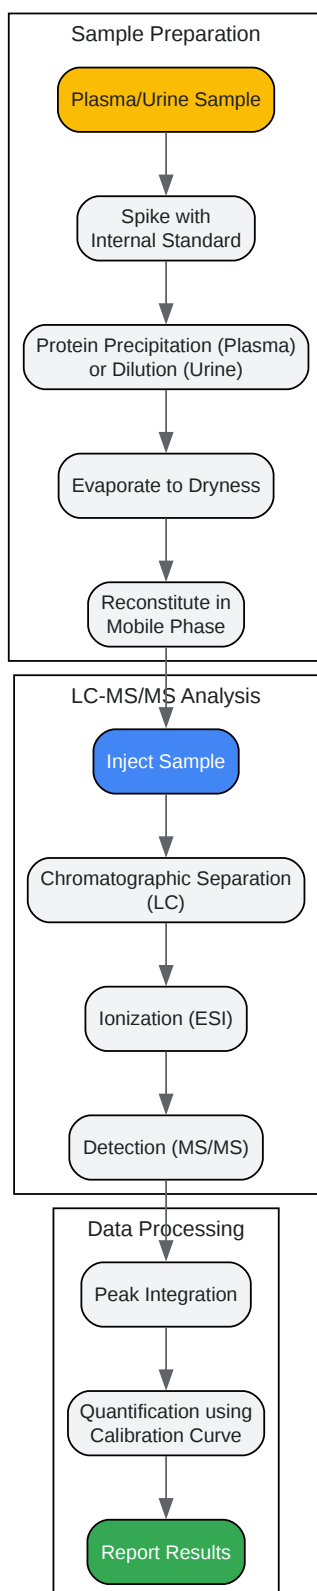 Sample Preparation
Plasma/Urine Sample
Spike with
Internal Standard
Protein Precipitation (Plasma)
or Dilution (Urine)
Evaporate to Dryness
Reconstitute in
Mobile Phase
LC-MS/MS Analysis
Inject Sample
Chromatographic Separation
(LC)
Ionization (ESI)
Detection (MS/MS)
Data Processing
Peak Integration
Quantification using
Calibration Curve
Report Results